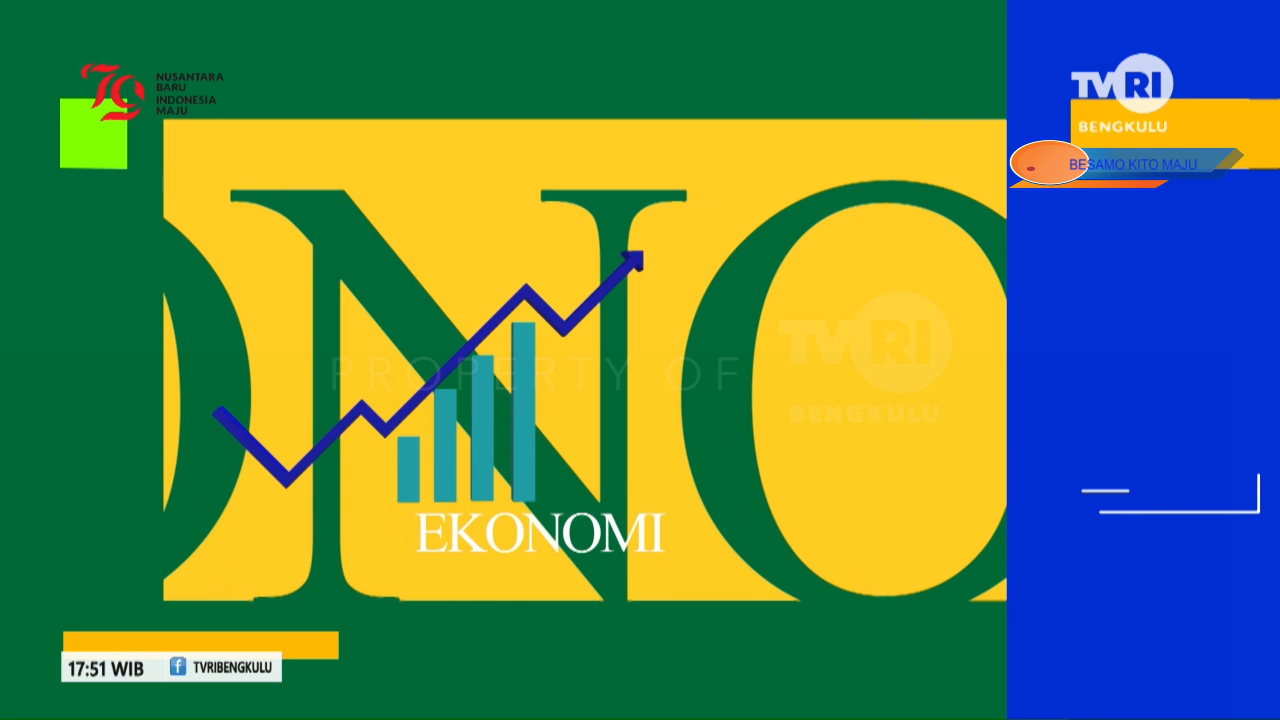 79
NUSANTARA
BARU
INDONESIA
MAJU
TVRI
BENGKULU
BESAMO KITO MAJU
ONO
PROPERTY OF
TVRI
BENGKULU
EKONOMI
17:51 WIB
TVRIBENGKULU